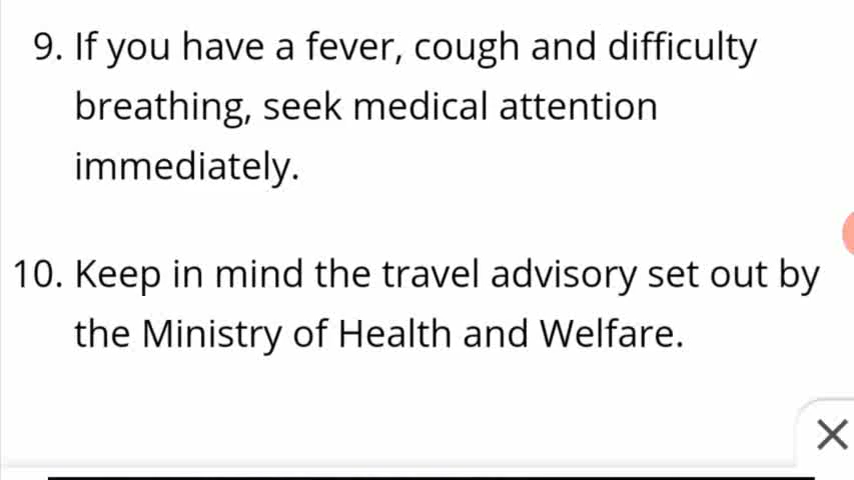 9. If you have a fever, cough and difficulty
breathing, seek medical attention
immediately.
10. Keep in mind the travel advisory set out by
the Ministry of Health and Welfare.